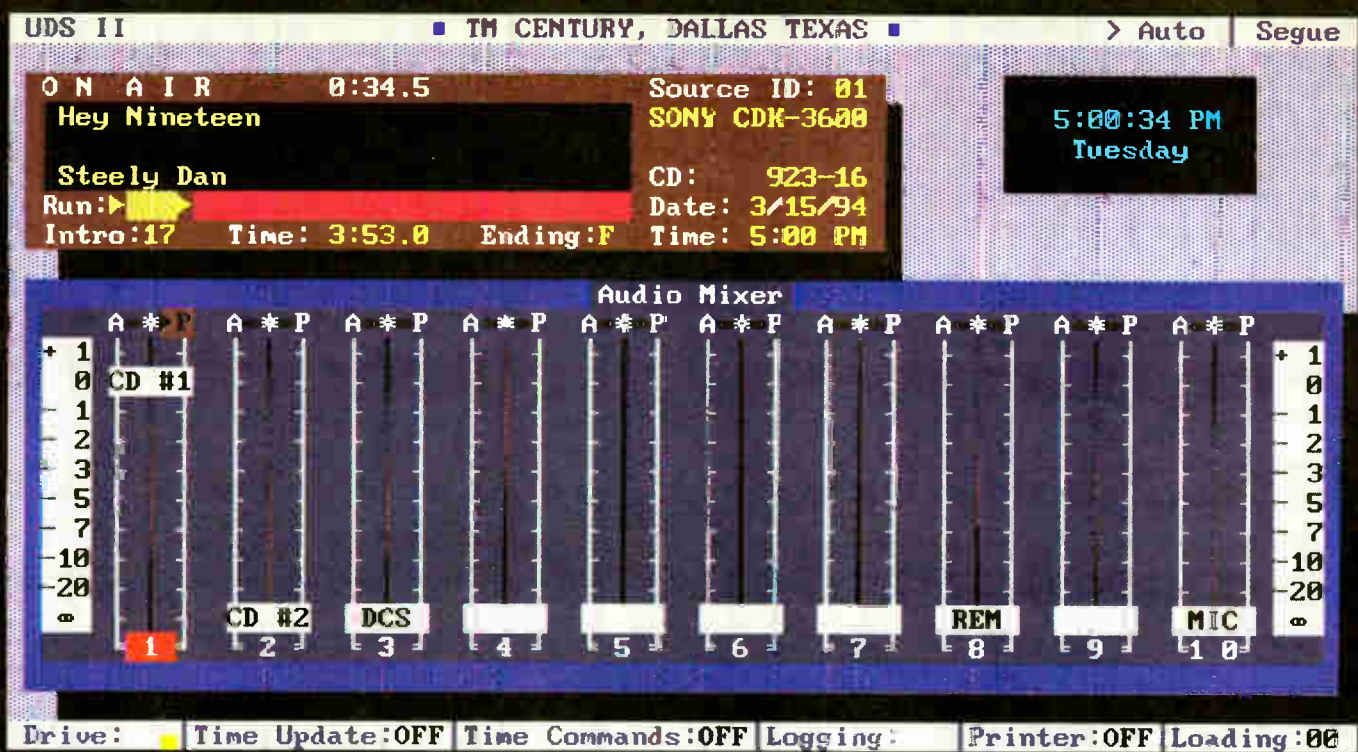 UDS II ■ TM CENTURY, DALLAS TEXAS ■ > Auto | Segue
O N A I R 0:34.5 Source ID: 01
Hey Nineteen SONY CDK-3600
Steely Dan CD: 923-16
Run: Date: 3/15/94
Intro:17 Time: 3:53.0 Ending:F Time: 5:00 PM
5:00:34 PM
Tuesday
Audio Mixer
A * P A * P A * P A * P A * P A * P A * P A * P A * P A * P
+ 1 + 1
0 CD #1 0
- 1 - 1
- 2 - 2
- 3 - 3
- 5 - 5
- 7 - 7
-10 -10
-20 -20
∞ CD #2 DCS REM MIC ∞
1 2 3 4 5 6 7 8 9 1 0
Drive: Time Update:OFF Time Commands:OFF Logging: Printer:OFF Loading:00